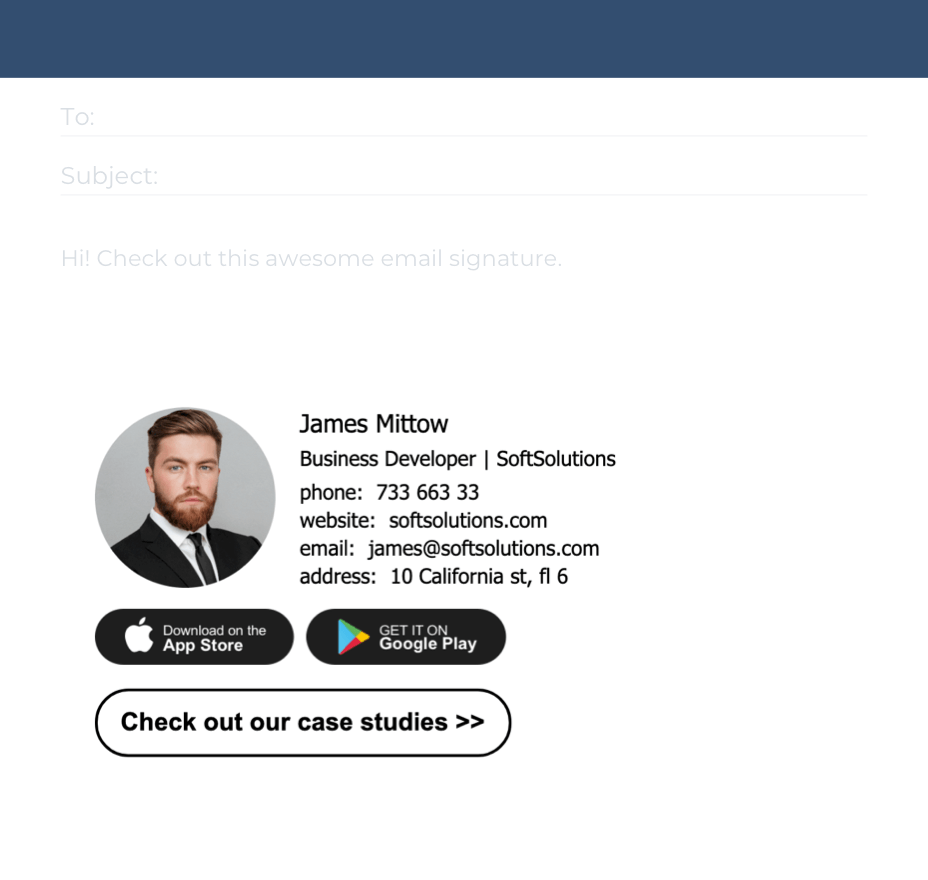 To:
Subject:
Hi! Check out this awesome email signature.
James Mittow
Business Developer | SoftSolutions
phone: 733 663 33
website: softsolutions.com
email: james@softsolutions.com
address: 10 California st, fl 6
Download on the
App Store
GET IT ON
Google Play
Check out our case studies >>